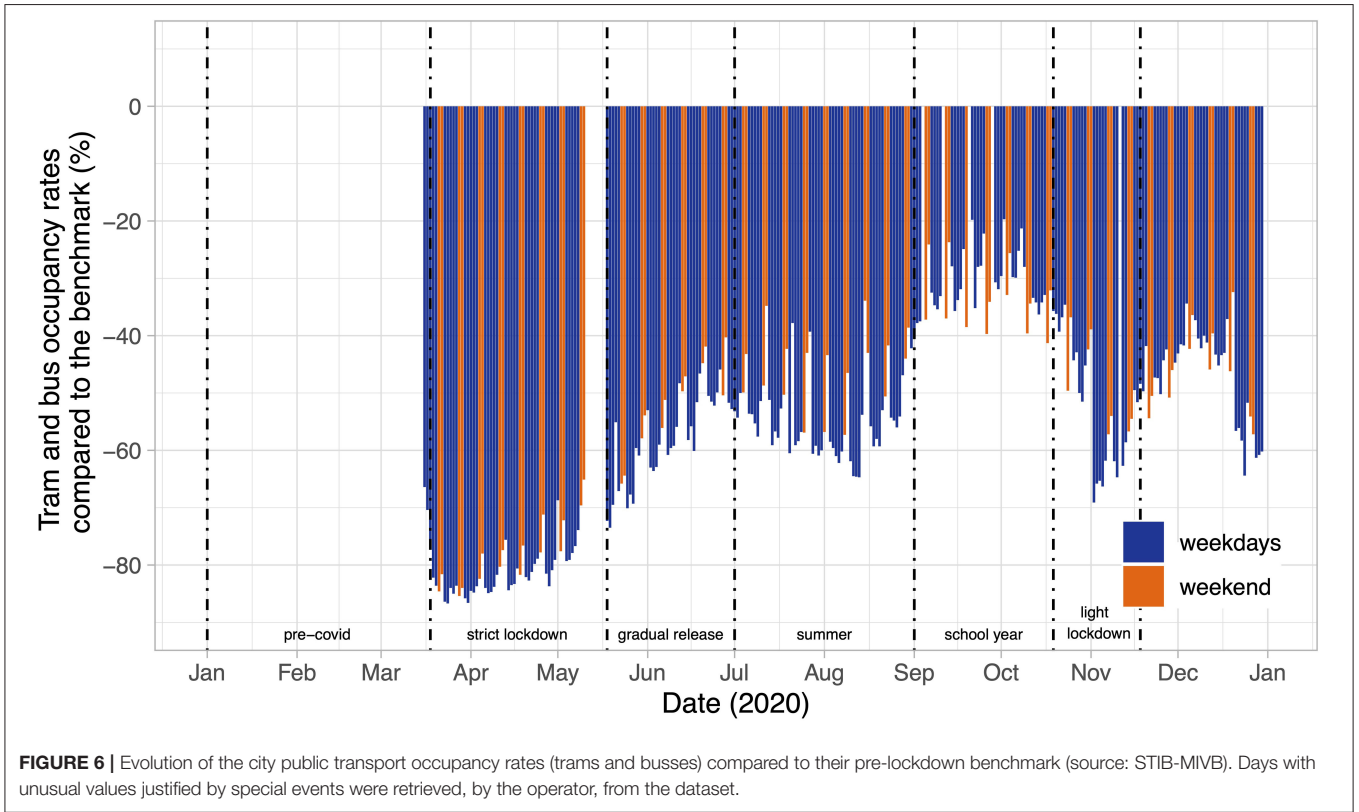 0
−20
−40
−60
−80
Tram and bus occupancy rates
compared to the benchmark (%)
weekdays
weekend
pre−covid
strict lockdown
gradual release
summer
school year
light
lockdown
Jan Feb Mar Apr May Jun Jul Aug Sep Oct Nov Dec Jan
Date (2020)
FIGURE 6 | Evolution of the city public transport occupancy rates (trams and busses) compared to their pre-lockdown benchmark (source: STIB-MIVB). Days with
unusual values justified by special events were retrieved, by the operator, from the dataset.